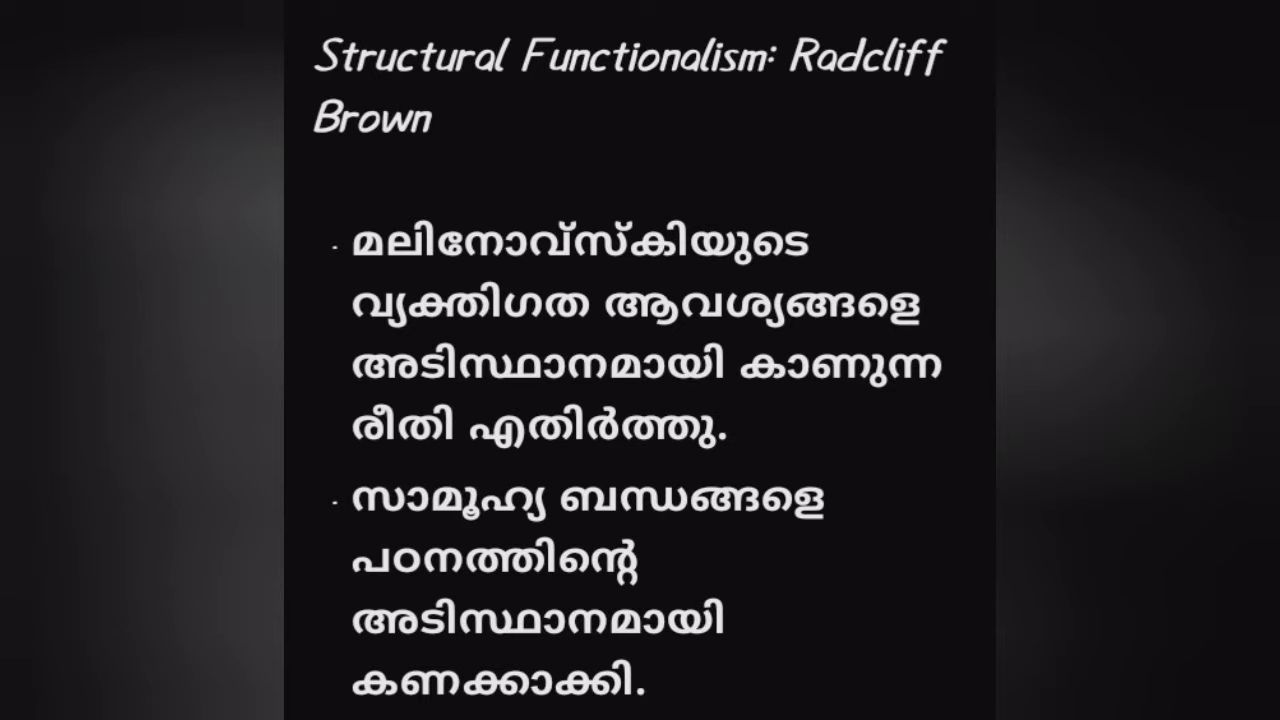 Structural Functionalism: Radcliff
Brown
- മലിനോവ്സ്കിയുടെ
വ്യക്തിഗത ആവശ്യങ്ങളെ
അടിസ്ഥാനമായി കാണുന്ന
രീതി എതിർത്തു.
- സാമൂഹ്യ ബന്ധങ്ങളെ
പഠനത്തിന്റെ
അടിസ്ഥാനമായി
കണക്കാക്കി.